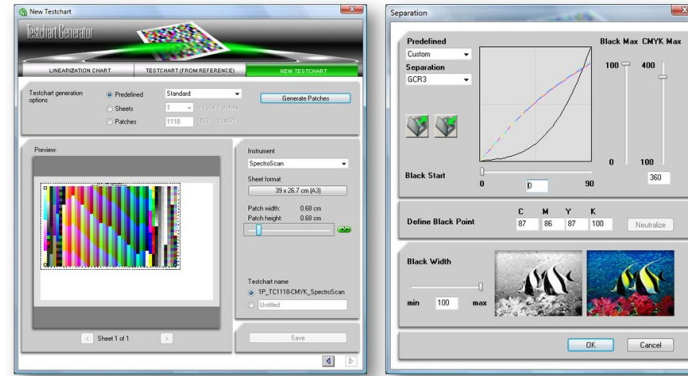 New Testchart
Testchart Generator
LINEARIZATION CHART
TESTCHART (FROM REFERENCE)
NEW TESTCHART
Testchart generation options
Predefined
Standard
Generate Patches
Sheets
1
Patches
1118
Preview:
Instrument
SpectroScan
Sheet format
39 x 26.7 cm (A3)
Patch width: 0.68 cm
Patch height: 0.68 cm
Testchart name
1P_TC1118-CMYK_SpectroScan
Untitled
Sheet 1 of 1
Save
Separation
Predefined
Custom
Separation
GCR3
Black Max CMYK Max
100 400
0 100
360
Black Start
0 0 90
Define Black Point
C M Y K
87 86 87 100
Neutralize
Black Width
min 100 max
OK Cancel